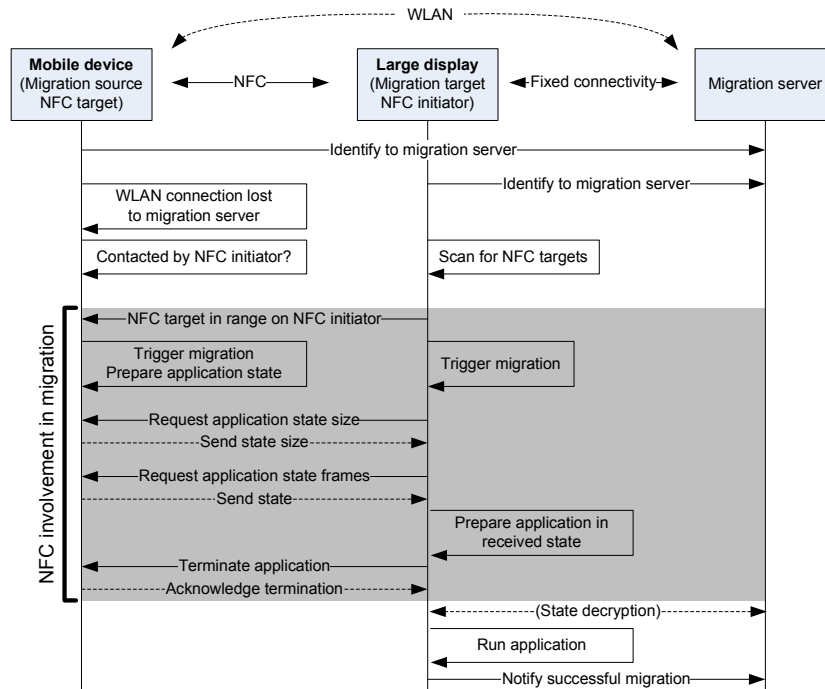 WLAN
Mobile device
(Migration source
NFC target)
NFC
Large display
(Migration target
NFC initiator)
Fixed connectivity
Migration server
Identify to migration server
WLAN connection lost
to migration server
Identify to migration server
Contacted by NFC initiator?
Scan for NFC targets
NFC involvement in migration
NFC target in range on NFC initiator
Trigger migration
Prepare application state
Trigger migration
Request application state size
Send state size
Request application state frames
Send state
Prepare application in
received state
Terminate application
Acknowledge termination
(State decryption)
Run application
Notify successful migration